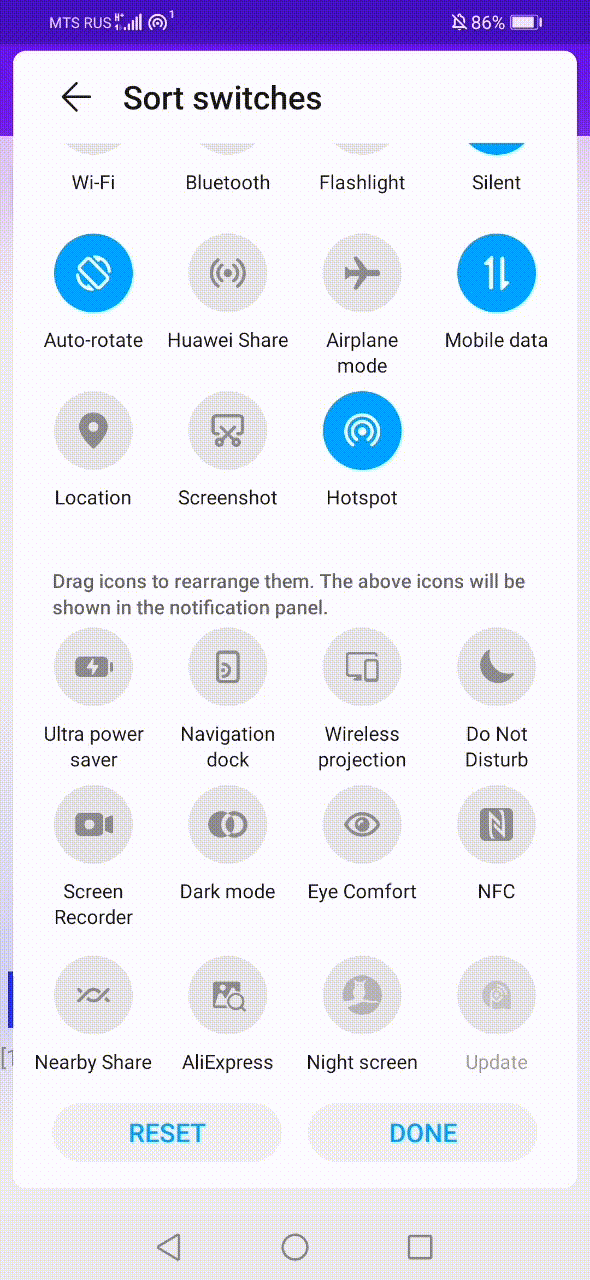 MTS RUS 1 86%
Sort switches
Wi-Fi Bluetooth Flashlight Silent
Auto-rotate Huawei Share Airplane Mobile data
mode
Location Screenshot Hotspot
Drag icons to rearrange them. The above icons will be
shown in the notification panel.
Ultra power Navigation Wireless Do Not
saver dock projection Disturb
Screen Dark mode Eye Comfort NFC
Recorder
Nearby Share AliExpress Night screen Update
RESET DONE